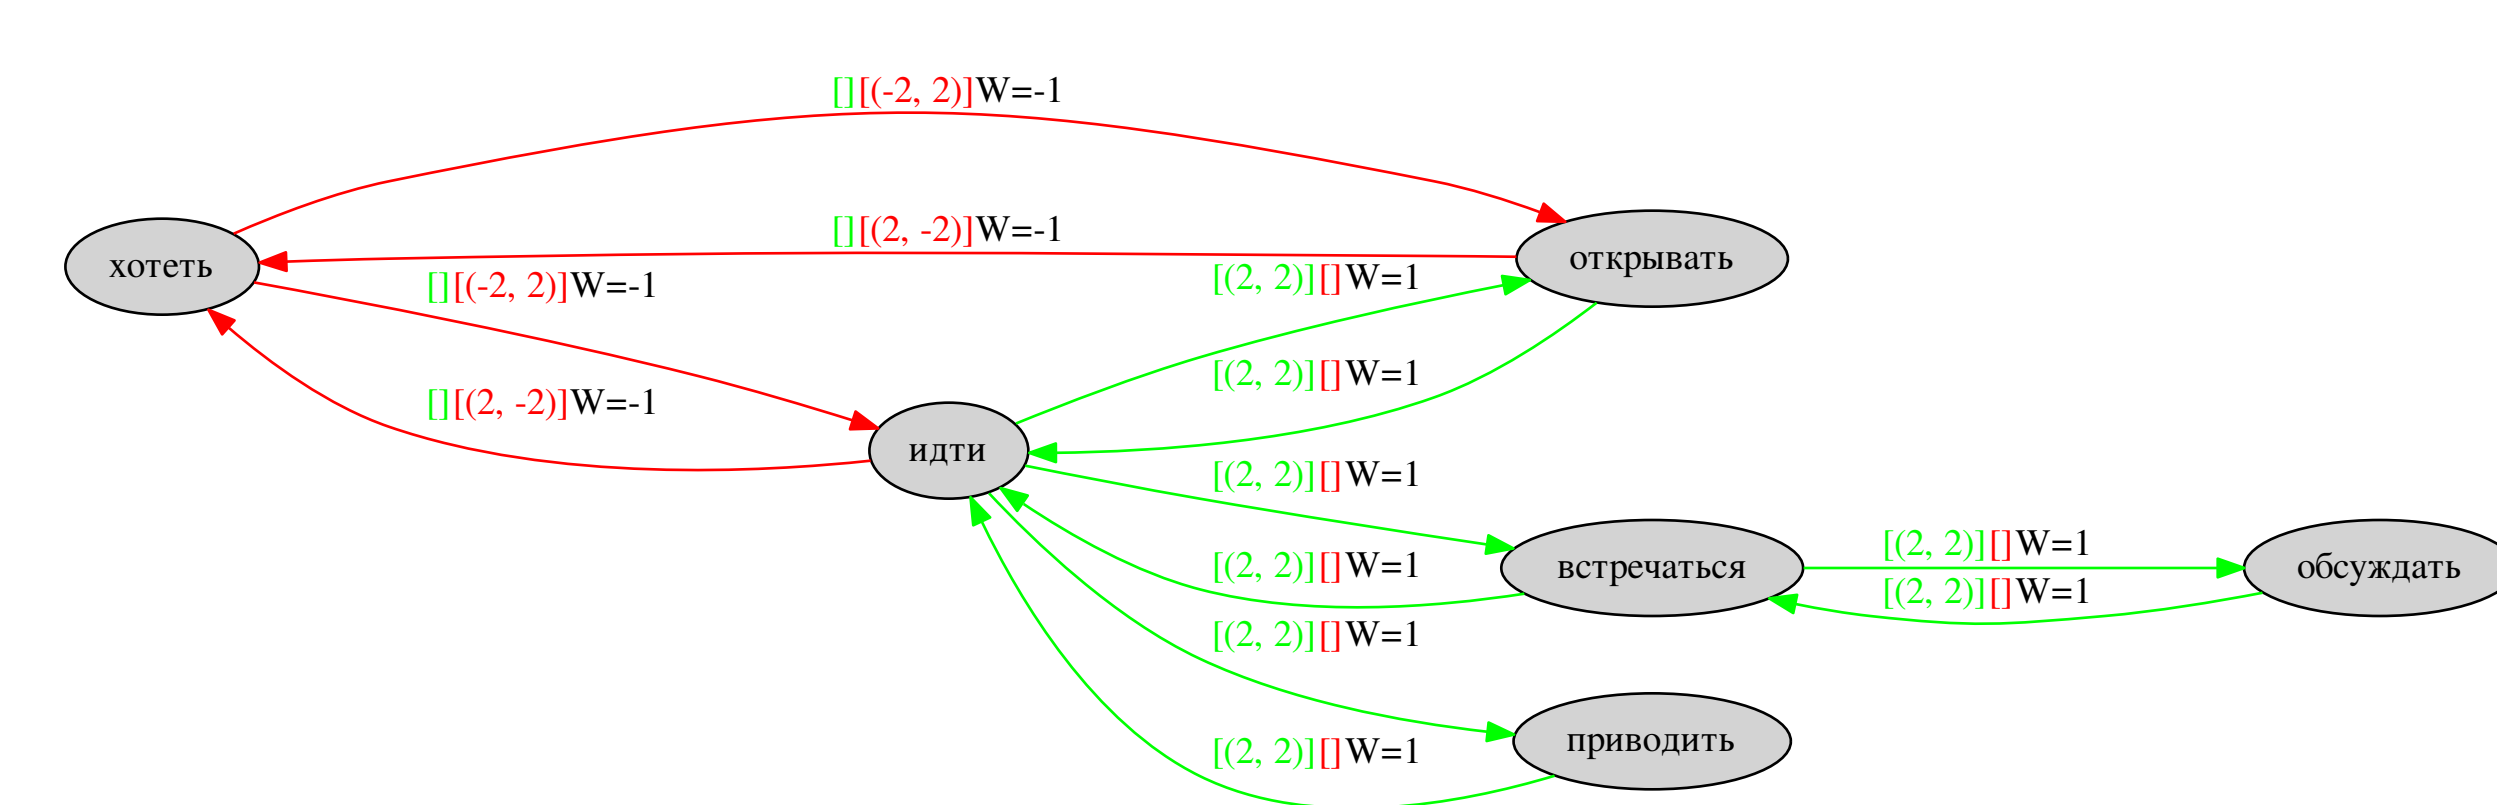 [][(-2, 2)]W=-1
[][(2, -2)]W=-1
хотеть
открывать
[][(-2, 2)]W=-1
[(2, 2)][]W=1
[(2, 2)][]W=1
[][(2, -2)]W=-1
идти
[(2, 2)][]W=1
[(2, 2)][]W=1
встречаться
[(2, 2)][]W=1
обсуждать
[(2, 2)][]W=1
[(2, 2)][]W=1
приводить
[(2, 2)][]W=1